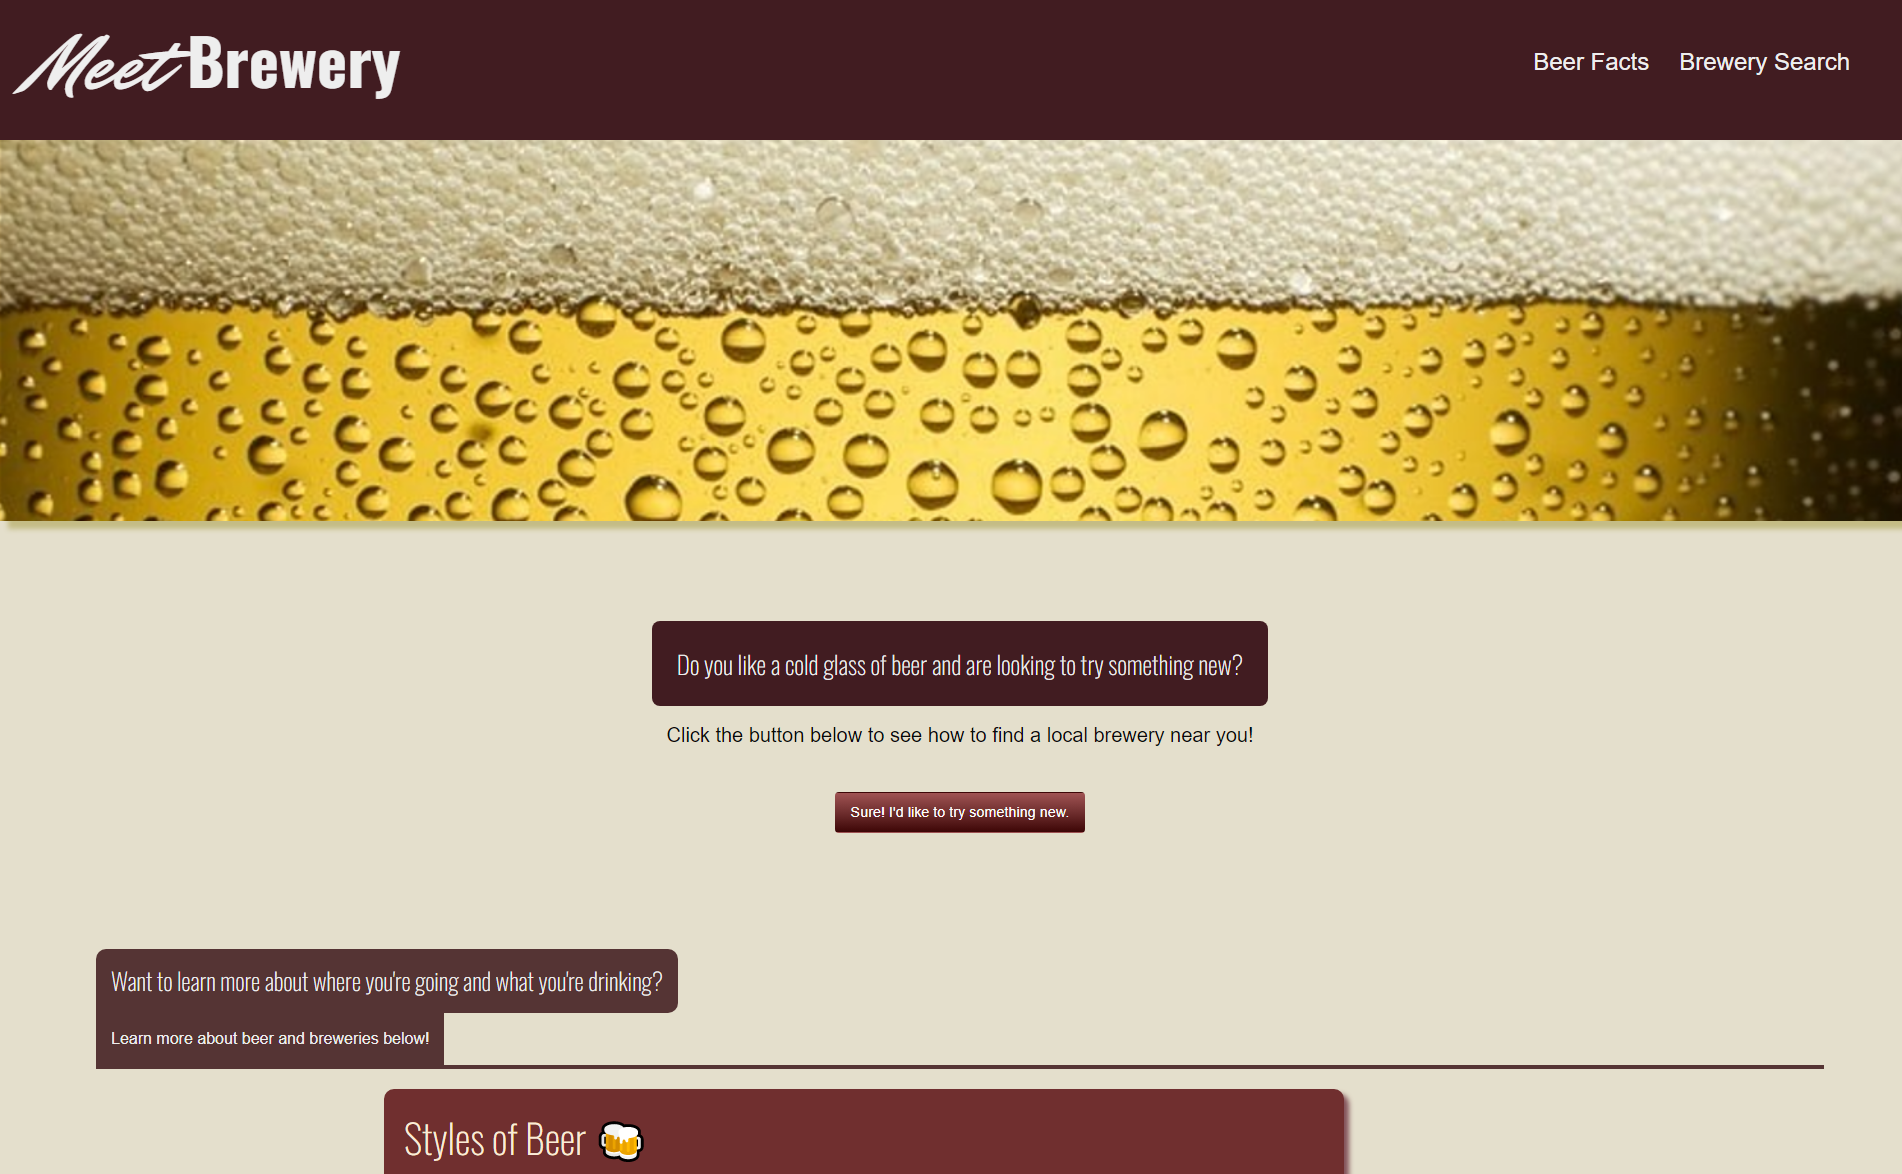 Meet Brewery
Beer Facts
Brewery Search
Do you like a cold glass of beer and are looking to try something new?
Click the button below to see how to find a local brewery near you!
Sure! I'd like to try something new.
Want to learn more about where you're going and what you're drinking?
Learn more about beer and breweries below!
Styles of Beer 🍻